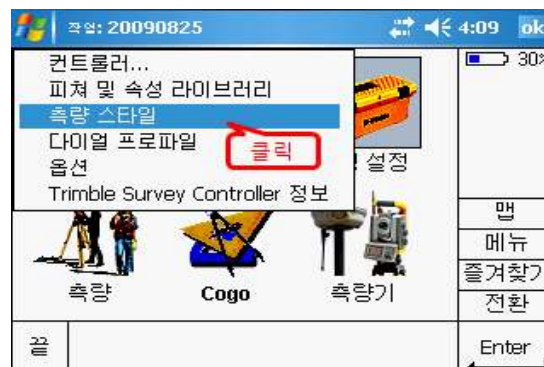 작업: 20090825 4:09 ok
30%
컨트롤러...
피쳐 및 속성 라이브러리
측량 스타일
다이얼 프로파일
클릭
옵션
설정
Trimble Survey Controller 정보
맵
메뉴
즐겨찾기
전환
측량
Cogo
측량기
끝
Enter